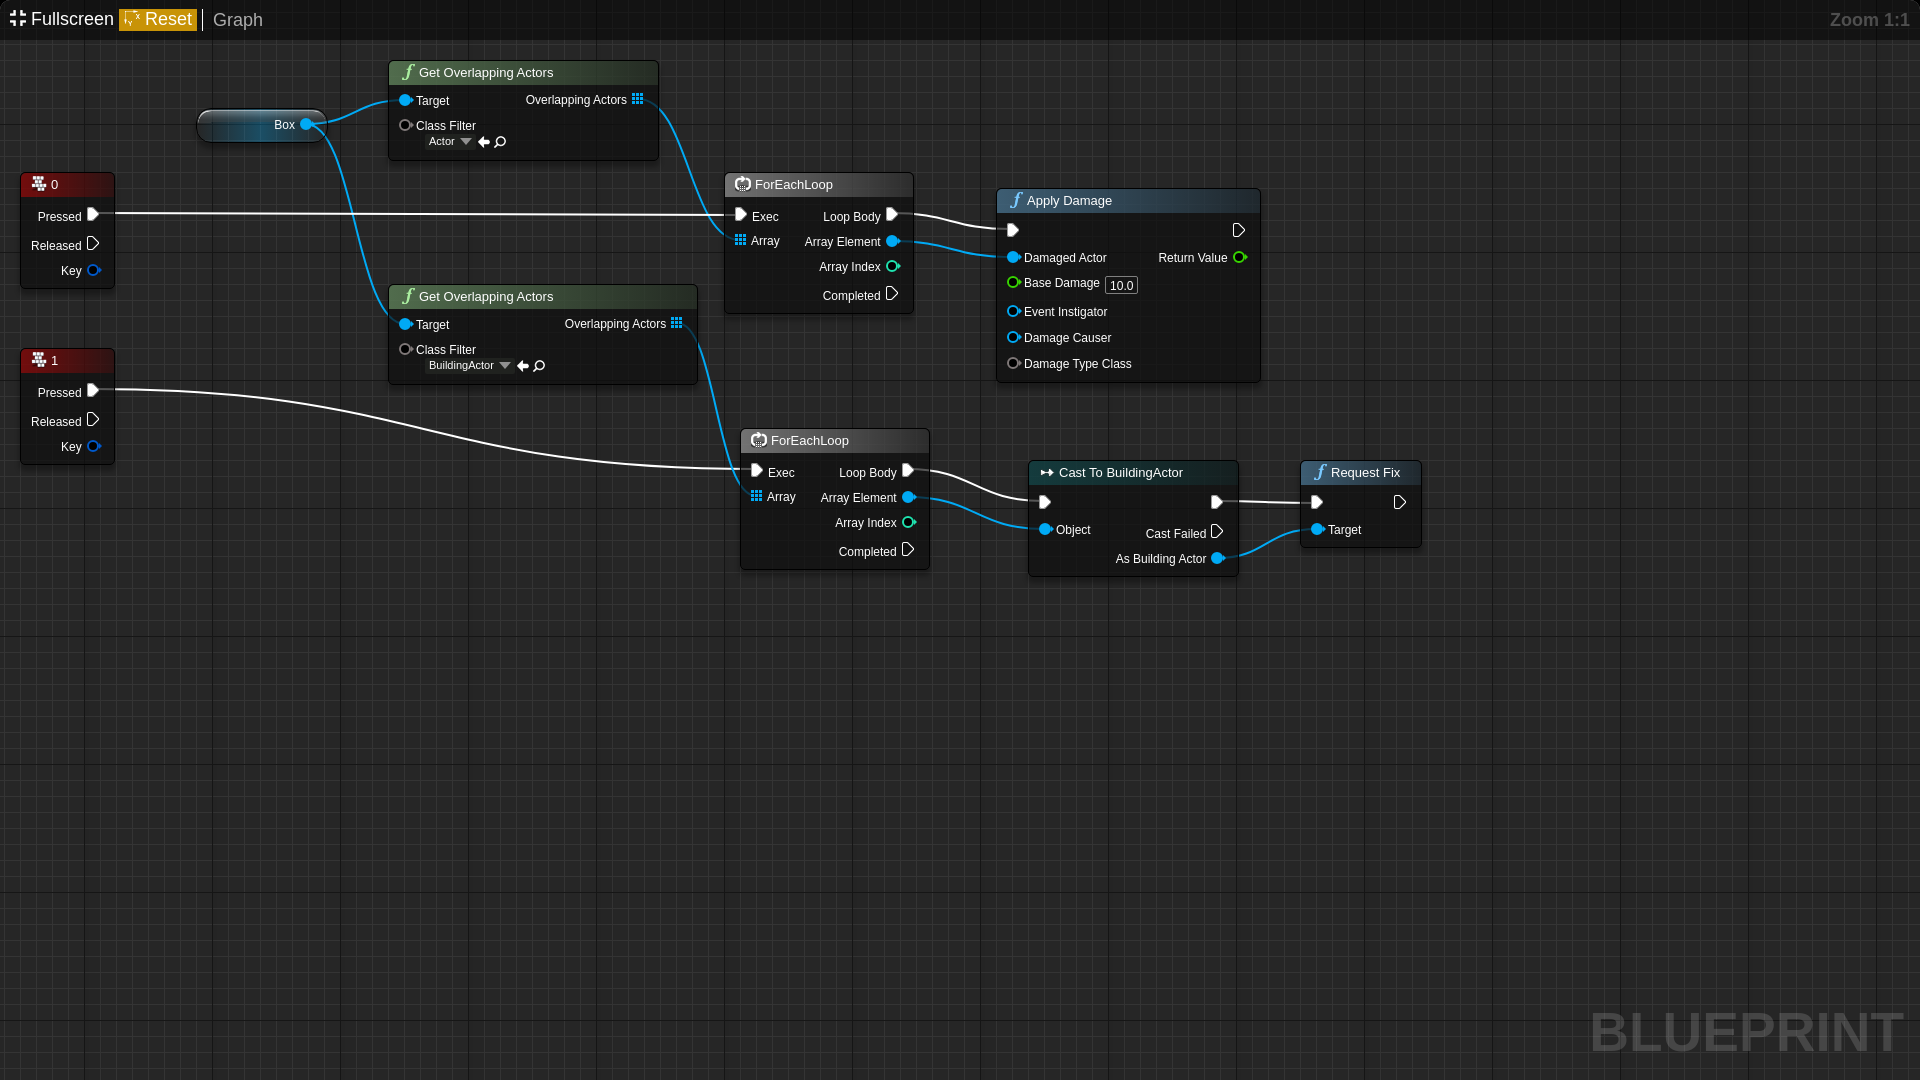 Fullscreen Reset Graph Zoom 1:1
Get Overlapping Actors
Target Overlapping Actors
Class Filter
Actor
Box
0
Pressed
Released
Key
ForEachLoop
Exec Loop Body
Array Array Element
Array Index
Completed
Apply Damage
Damaged Actor Return Value
Base Damage 10.0
Event Instigator
Damage Causer
Damage Type Class
Get Overlapping Actors
Target Overlapping Actors
Class Filter
BuildingActor
1
Pressed
Released
Key
ForEachLoop
Exec Loop Body
Array Array Element
Array Index
Completed
Cast To BuildingActor
Object Cast Failed
As Building Actor
Request Fix
Target
BLUEPRINT